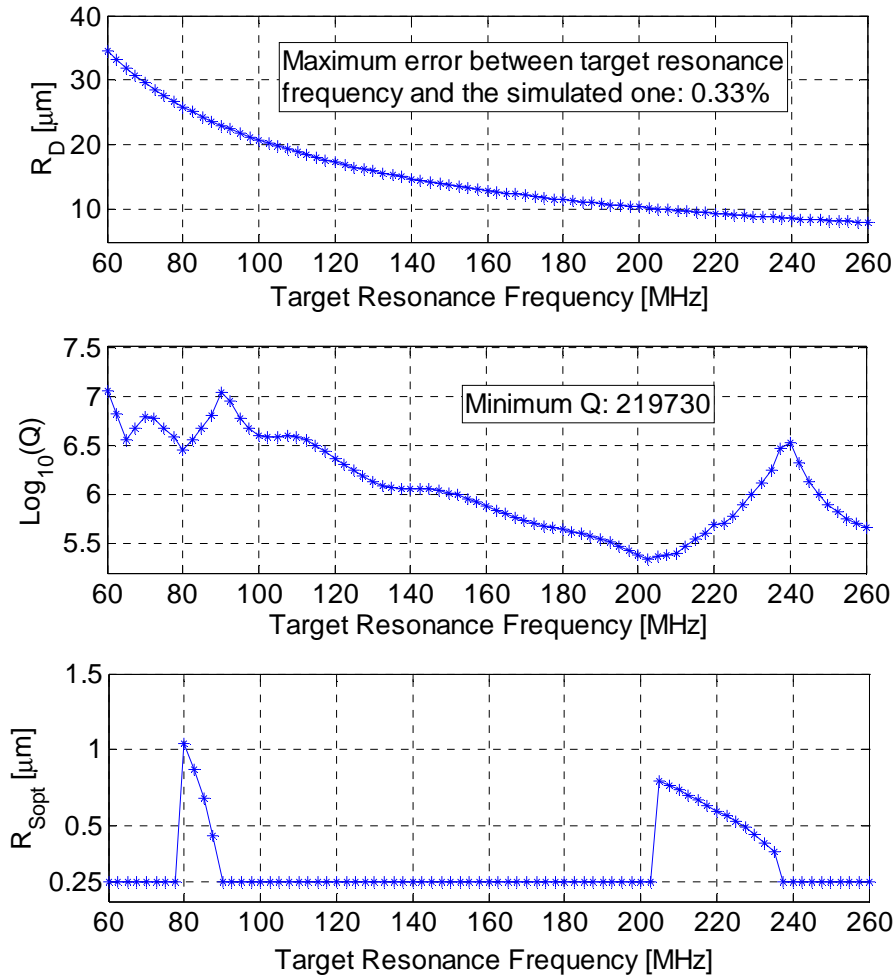 40
30
20
10
R_D [μm]
Maximum error between target resonance
frequency and the simulated one: 0.33%
60 80 100 120 140 160 180 200 220 240 260
Target Resonance Frequency [MHz]
7.5
7
6.5
6
5.5
Log_10(Q)
Minimum Q: 219730
60 80 100 120 140 160 180 200 220 240 260
Target Resonance Frequency [MHz]
1.5
1
0.5
0.25
R_Sopt [μm]
60 80 100 120 140 160 180 200 220 240 260
Target Resonance Frequency [MHz]